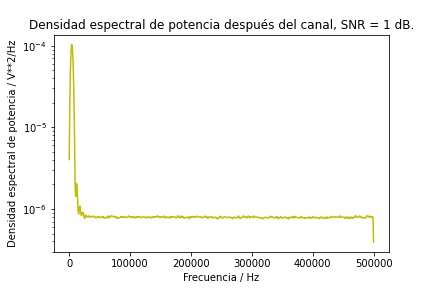 Densidad espectral de potencia después del canal, SNR = 1 dB.
Densidad espectral de potencia / V**2/Hz
10⁻⁴
10⁻⁵
10⁻⁶
0 100000 200000 300000 400000 500000
Frecuencia / Hz